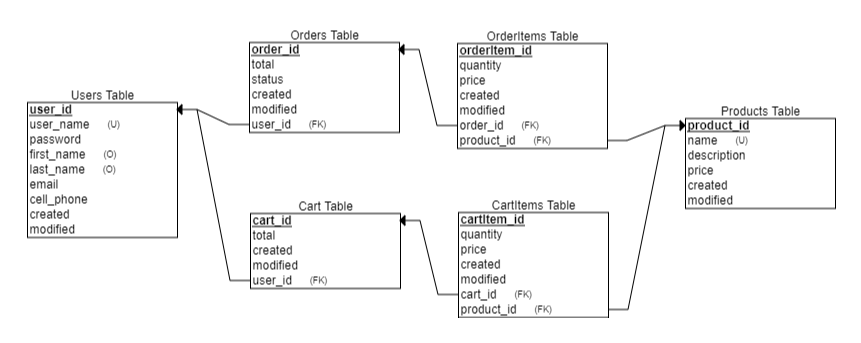 Users Table
user_id
user_name (U)
password
first_name (O)
last_name (O)
email
cell_phone
created
modified
Orders Table
order_id
total
status
created
modified
user_id (FK)
Cart Table
cart_id
total
created
modified
user_id (FK)
OrderItems Table
orderItem_id
quantity
price
created
modified
order_id (FK)
product_id (FK)
CartItems Table
cartItem_id
quantity
price
created
modified
cart_id (FK)
product_id (FK)
Products Table
product_id
name (U)
description
price
created
modified